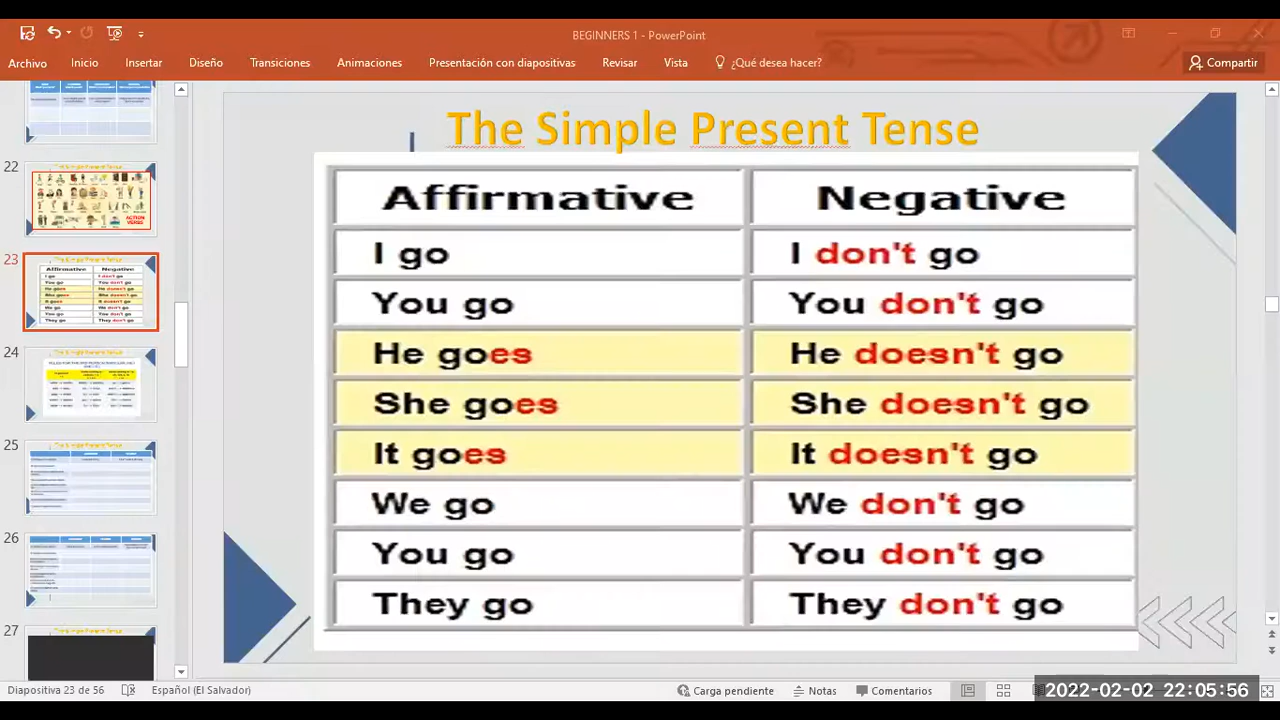 BEGINNERS 1 - PowerPoint
Archivo Inicio Insertar Diseño Transiciones Animaciones Presentación con diapositivas Revisar Vista ¿Qué desea hacer? Compartir
22
23
24
25
26
27
The Simple Present Tense
Affirmative Negative
I go I don't go
You go You don't go
He goes He doesn't go
She goes She doesn't go
It goes It doesn't go
We go We don't go
You go You don't go
They go They don't go
Diapositiva 23 de 56 Español (El Salvador) Carga pendiente Notas Comentarios
2022-02-02 22:05:56